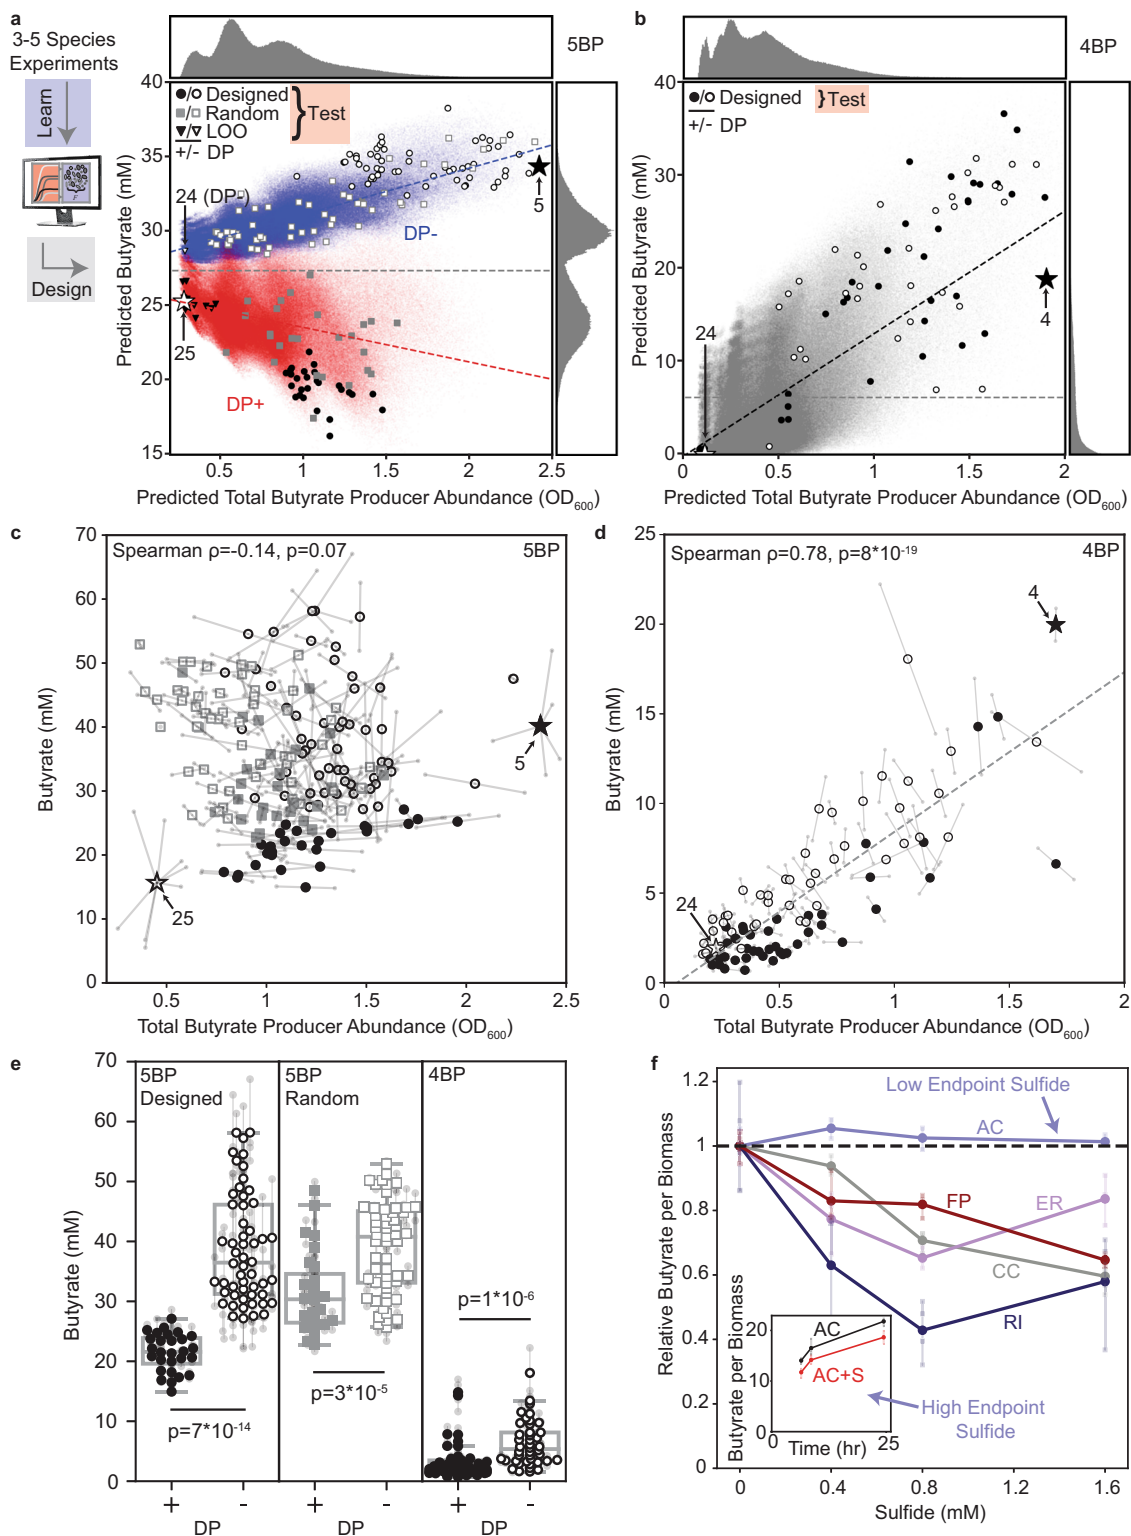 a
3-5 Species
Experiments
Learn
F
Design
5BP
●/○ Designed
■/□ Random
▼/▽ LOO
+/- DP
} Test
24 (DP-)
DP-
5
25
DP+
40
35
30
25
20
15
Predicted Butyrate (mM)
0.5
1
1.5
2
2.5
Predicted Total Butyrate Producer Abundance (OD600)
b
4BP
●/○ Designed
+/- DP
} Test
24
4
40
30
20
10
0
Predicted Butyrate (mM)
0
0.5
1
1.5
2
Predicted Total Butyrate Producer Abundance (OD600)
c
Spearman ρ=-0.14, p=0.07
5BP
5
25
70
60
50
40
30
20
10
0
Butyrate (mM)
0.5
1
1.5
2
2.5
Total Butyrate Producer Abundance (OD600)
d
Spearman ρ=0.78, p=8*10-19
4BP
4
24
25
20
15
10
5
0
Butyrate (mM)
0
0.5
1
1.5
2
Total Butyrate Producer Abundance (OD600)
e
5BP
Designed
5BP
Random
4BP
p=7*10-14
p=3*10-5
p=1*10-6
70
60
50
40
30
20
10
0
Butyrate (mM)
+ -
DP
+ -
DP
+ -
DP
f
Low Endpoint Sulfide
AC
FP
ER
CC
RI
1.2
1
0.8
0.6
0.4
0.2
0
Relative Butyrate per Biomass
0
0.4
0.8
1.2
1.6
Sulfide (mM)
AC
AC+S
20
10
0
Butyrate per Biomass
Time (hr)
25
High Endpoint
Sulfide